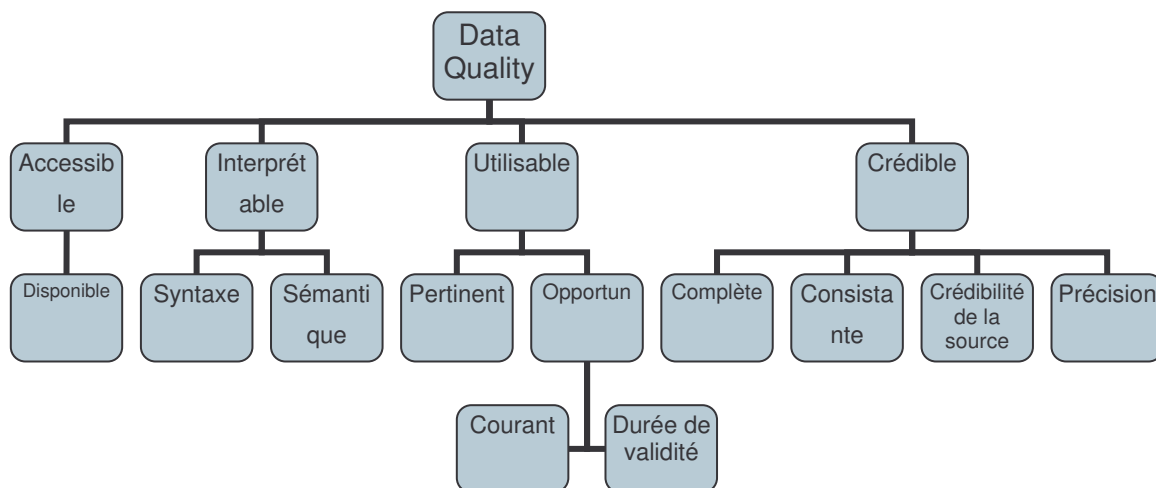 Data
Quality
Accessib
le
Interprét
able
Utilisable
Crédible
Disponible
Syntaxe
Sémanti
que
Pertinent
Opportun
Complète
Consista
nte
Crédibilité
de la
source
Précision
Courant
Durée de
validité